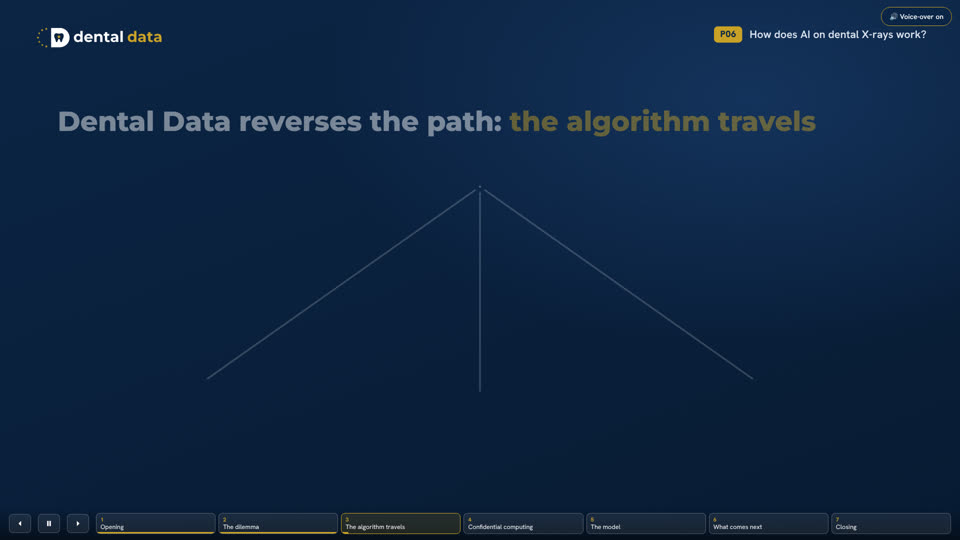 🔊 Voice-over on
dental data
P06 How does AI on dental X-rays work?
Dental Data reverses the path: the algorithm travels
1
Opening
2
The dilemma
3
The algorithm travels
4
Confidential computing
5
The model
6
What comes next
7
Closing